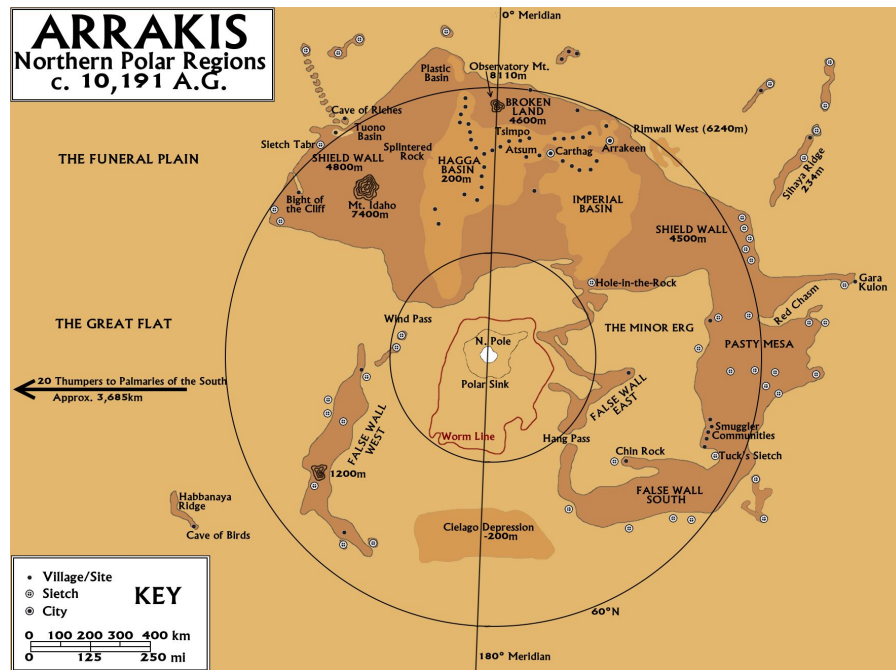 ARRAKIS
Northern Polar Regions
c. 10,191 A.G.
0° Meridian
Observatory Mt.
8110m
Plastic
Basin
BROKEN
LAND
4600m
Cave of Riches
Tuono
Basin
Sietch Tabr
Splintered
Rock
SHIELD WALL
4800m
HAGGA
BASIN
200m
Tsimpo
Atsum
Carthag
Arrakeen
Rimwall West (6240m)
Sihaya Ridge
234m
THE FUNERAL PLAIN
Mt. Idaho
7400m
Bight of
the Cliff
IMPERIAL
BASIN
SHIELD WALL
4500m
Gara
Kulon
Hole-in-the-Rock
Red Chasm
THE GREAT FLAT
Wind Pass
N. Pole
THE MINOR ERG
PASTY MESA
Polar Sink
20 Thumpers to Palmaries of the South
Approx. 3,685km
FALSE WALL
WEST
FALSE WALL
EAST
Worm Line
Hang Pass
Smuggler
Communities
Chin Rock
Tuck's Sietch
1200m
FALSE WALL
SOUTH
Habbanaya
Ridge
Cave of Birds
Cielago Depression
-200m
60°N
180° Meridian
Village/Site
Sietch
City
KEY
0 100 200 300 400 km
0 125 250 mi